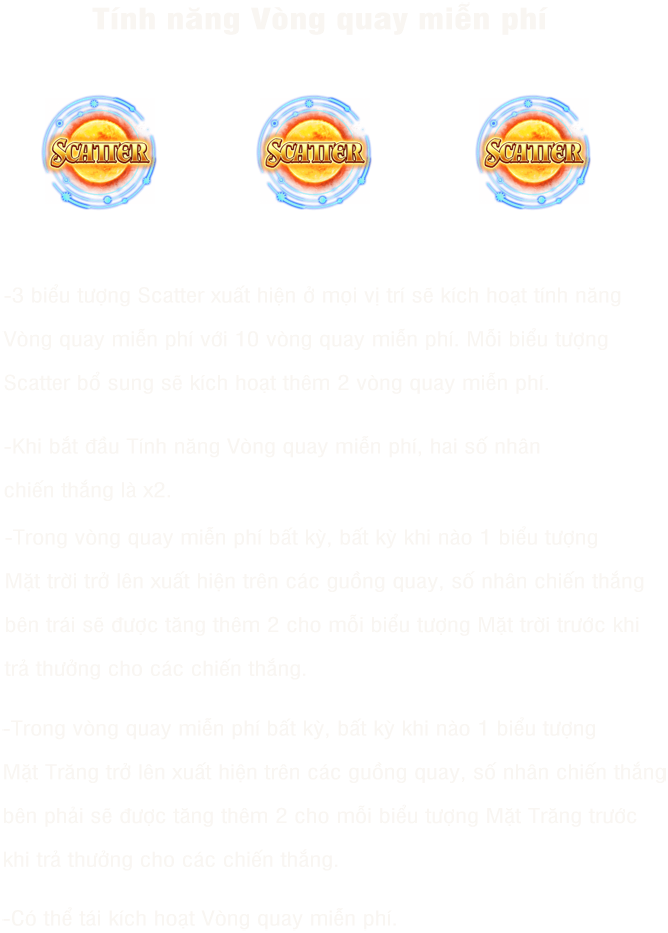 Tính năng Vòng quay miễn phí
SCATTER SCATTER SCATTER
-3 biểu tượng Scatter xuất hiện ở mọi vị trí sẽ kích hoạt tính năng
Vòng quay miễn phí với 10 vòng quay miễn phí. Mỗi biểu tượng
Scatter bổ sung sẽ kích hoạt thêm 2 vòng quay miễn phí.
-Khi bắt đầu Tính năng Vòng quay miễn phí, hai số nhân
chiến thắng là x2.
-Trong vòng quay miễn phí bất kỳ, bất kỳ khi nào 1 biểu tượng
Mặt trời trở lên xuất hiện trên các guồng quay, số nhân chiến thắng
bên trái sẽ được tăng thêm 2 cho mỗi biểu tượng Mặt trời trước khi
trả thưởng cho các chiến thắng.
-Trong vòng quay miễn phí bất kỳ, bất kỳ khi nào 1 biểu tượng
Mặt Trăng trở lên xuất hiện trên các guồng quay, số nhân chiến thắng
bên phải sẽ được tăng thêm 2 cho mỗi biểu tượng Mặt Trăng trước
khi trả thưởng cho các chiến thắng.
-Có thể tái kích hoạt Vòng quay miễn phí.